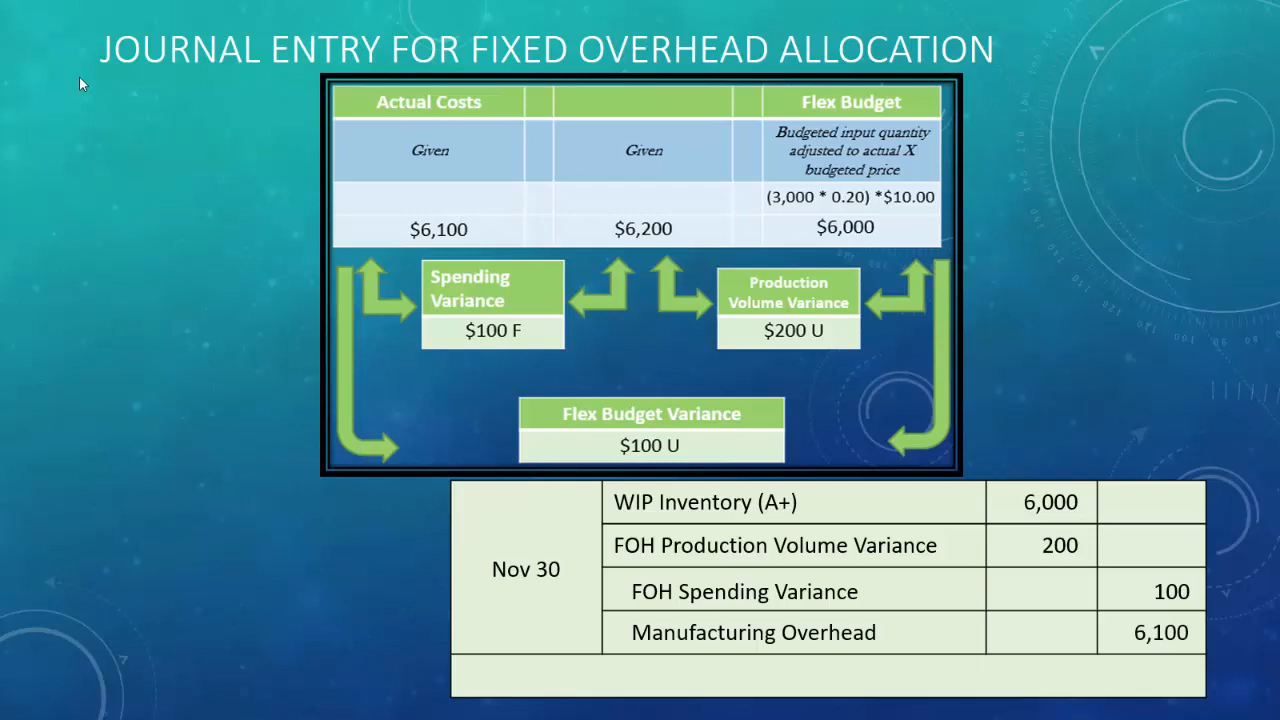 JOURNAL ENTRY FOR FIXED OVERHEAD ALLOCATION
Actual Costs
Flex Budget
Given
Given
Budgeted input quantity
adjusted to actual X
budgeted price
(3,000 * 0.20) *$10.00
$6,100
$6,200
$6,000
Spending
Variance
$100 F
Production
Volume Variance
$200 U
Flex Budget Variance
$100 U
Nov 30
WIP Inventory (A+)
6,000
FOH Production Volume Variance
200
FOH Spending Variance
100
Manufacturing Overhead
6,100